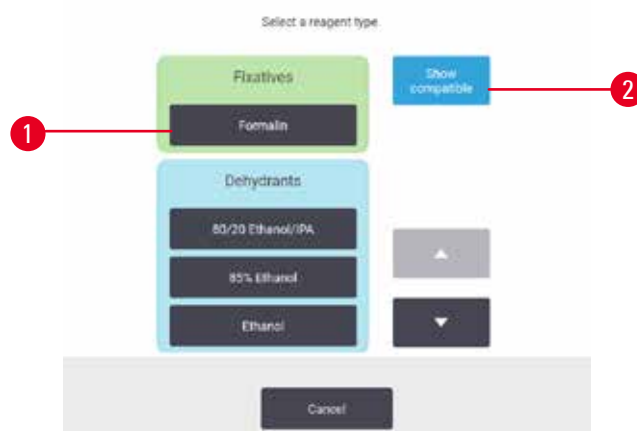 Select a reagent type.
Fixatives
Show
compatible
2
1
Formalin
Dehydrants
80/20 Ethanol/IPA
85% Ethanol
Ethanol
Cancel